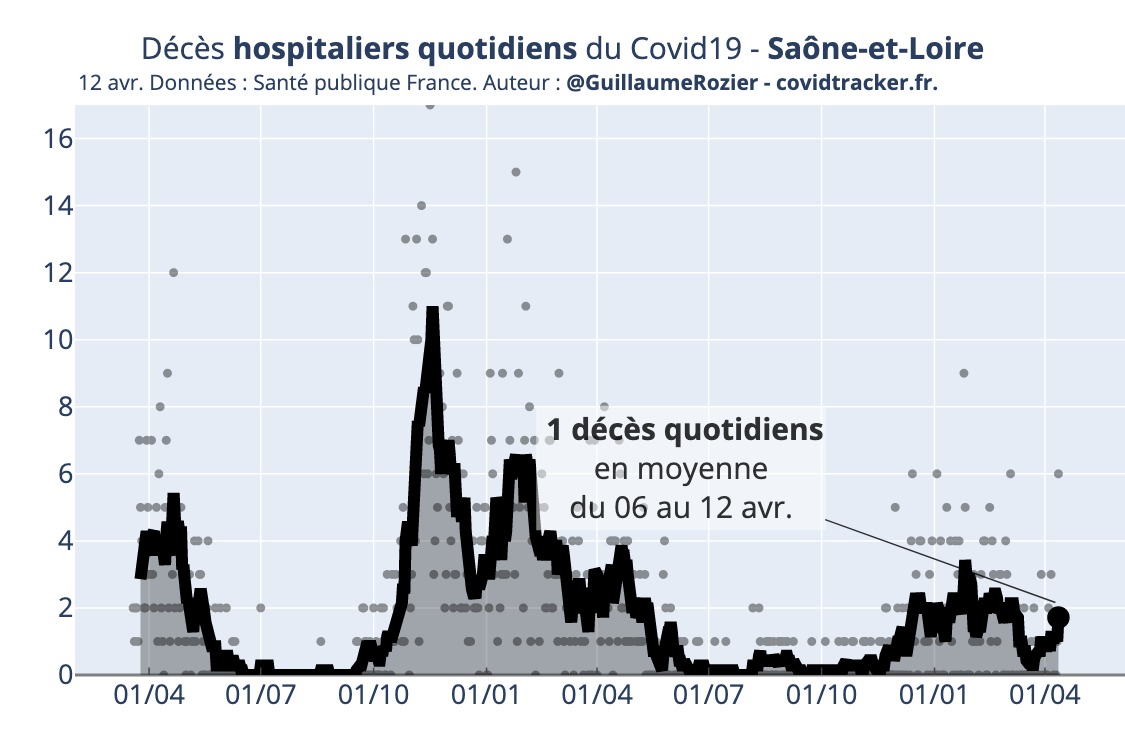 Décès hospitaliers quotidiens du Covid19 - Saône-et-Loire
12 avr. Données : Santé publique France. Auteur : @GuillaumeRozier - covidtracker.fr.
16
14
12
10
8
6
4
2
0
1 décès quotidiens
en moyenne
du 06 au 12 avr.
01/04 01/07 01/10 01/01 01/04 01/07 01/10 01/01 01/04